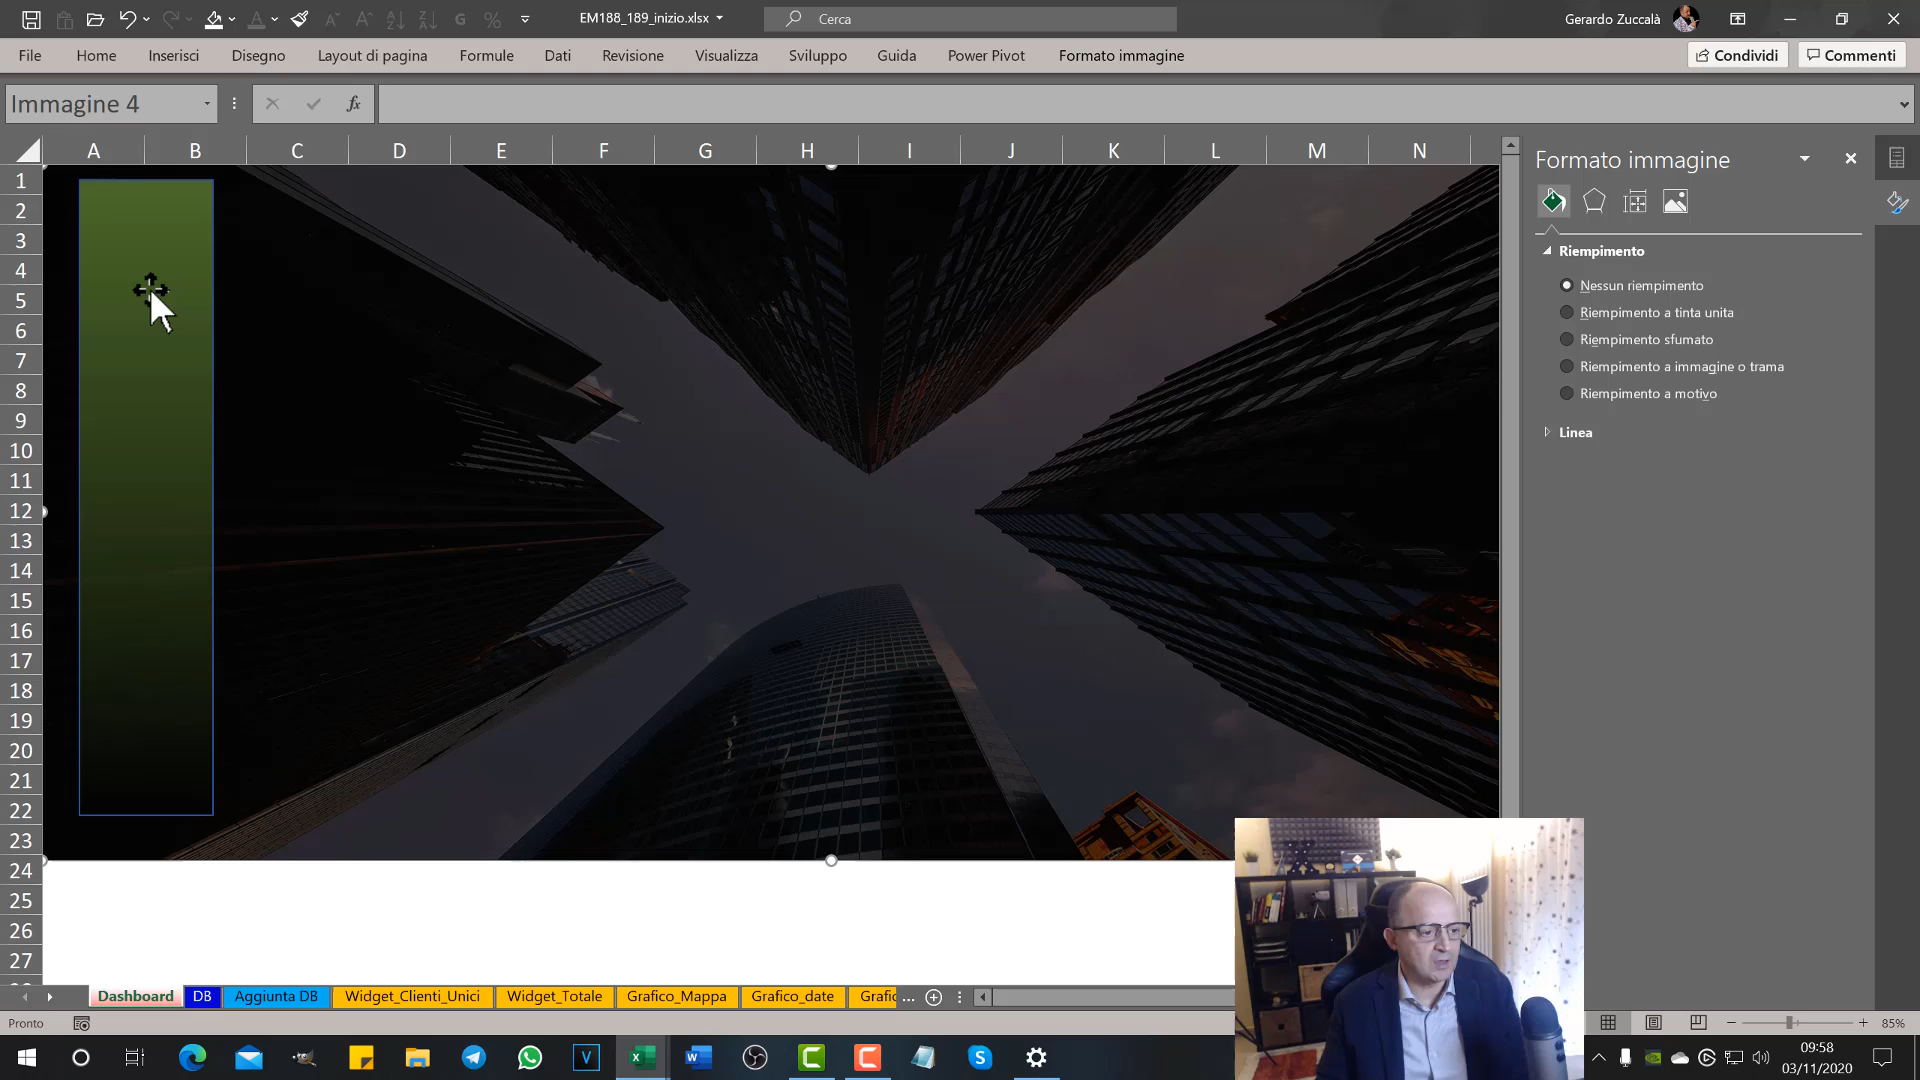 EM188_189_inizio.xlsx
Cerca
Gerardo Zuccalà
File Home Inserisci Disegno Layout di pagina Formule Dati Revisione Visualizza Sviluppo Guida Power Pivot Formato immagine Condividi Commenti
Immagine 4
fx
A B C D E F G H I J K L M N
1
2
3
4
5
6
7
8
9
10
11
12
13
14
15
16
17
18
19
20
21
22
23
24
25
26
27
Formato immagine
Riempimento
Nessun riempimento
Riempimento a tinta unita
Riempimento sfumato
Riempimento a immagine o trama
Riempimento a motivo
Linea
Dashboard DB Aggiunta DB Widget_Clienti_Unici Widget_Totale Grafico_Mappa Grafico_date Grafic ...
Pronto
85%
09:58
03/11/2020